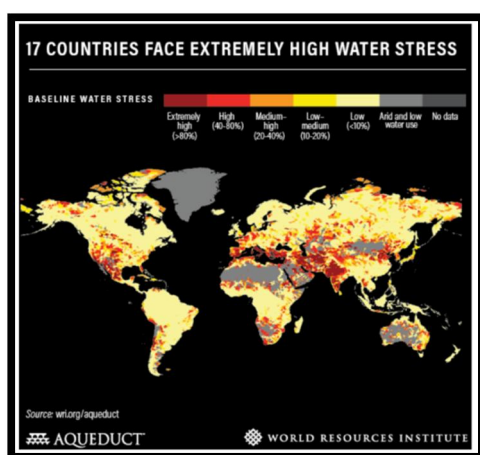 17 COUNTRIES FACE EXTREMELY HIGH WATER STRESS
BASELINE WATER STRESS
Extremely high (>80%)
High (40-80%)
Medium-high (20-40%)
Low-medium (10-20%)
Low (<10%)
Arid and low water use
No data
Source: wri.org/aqueduct
AQUEDUCT
WORLD RESOURCES INSTITUTE